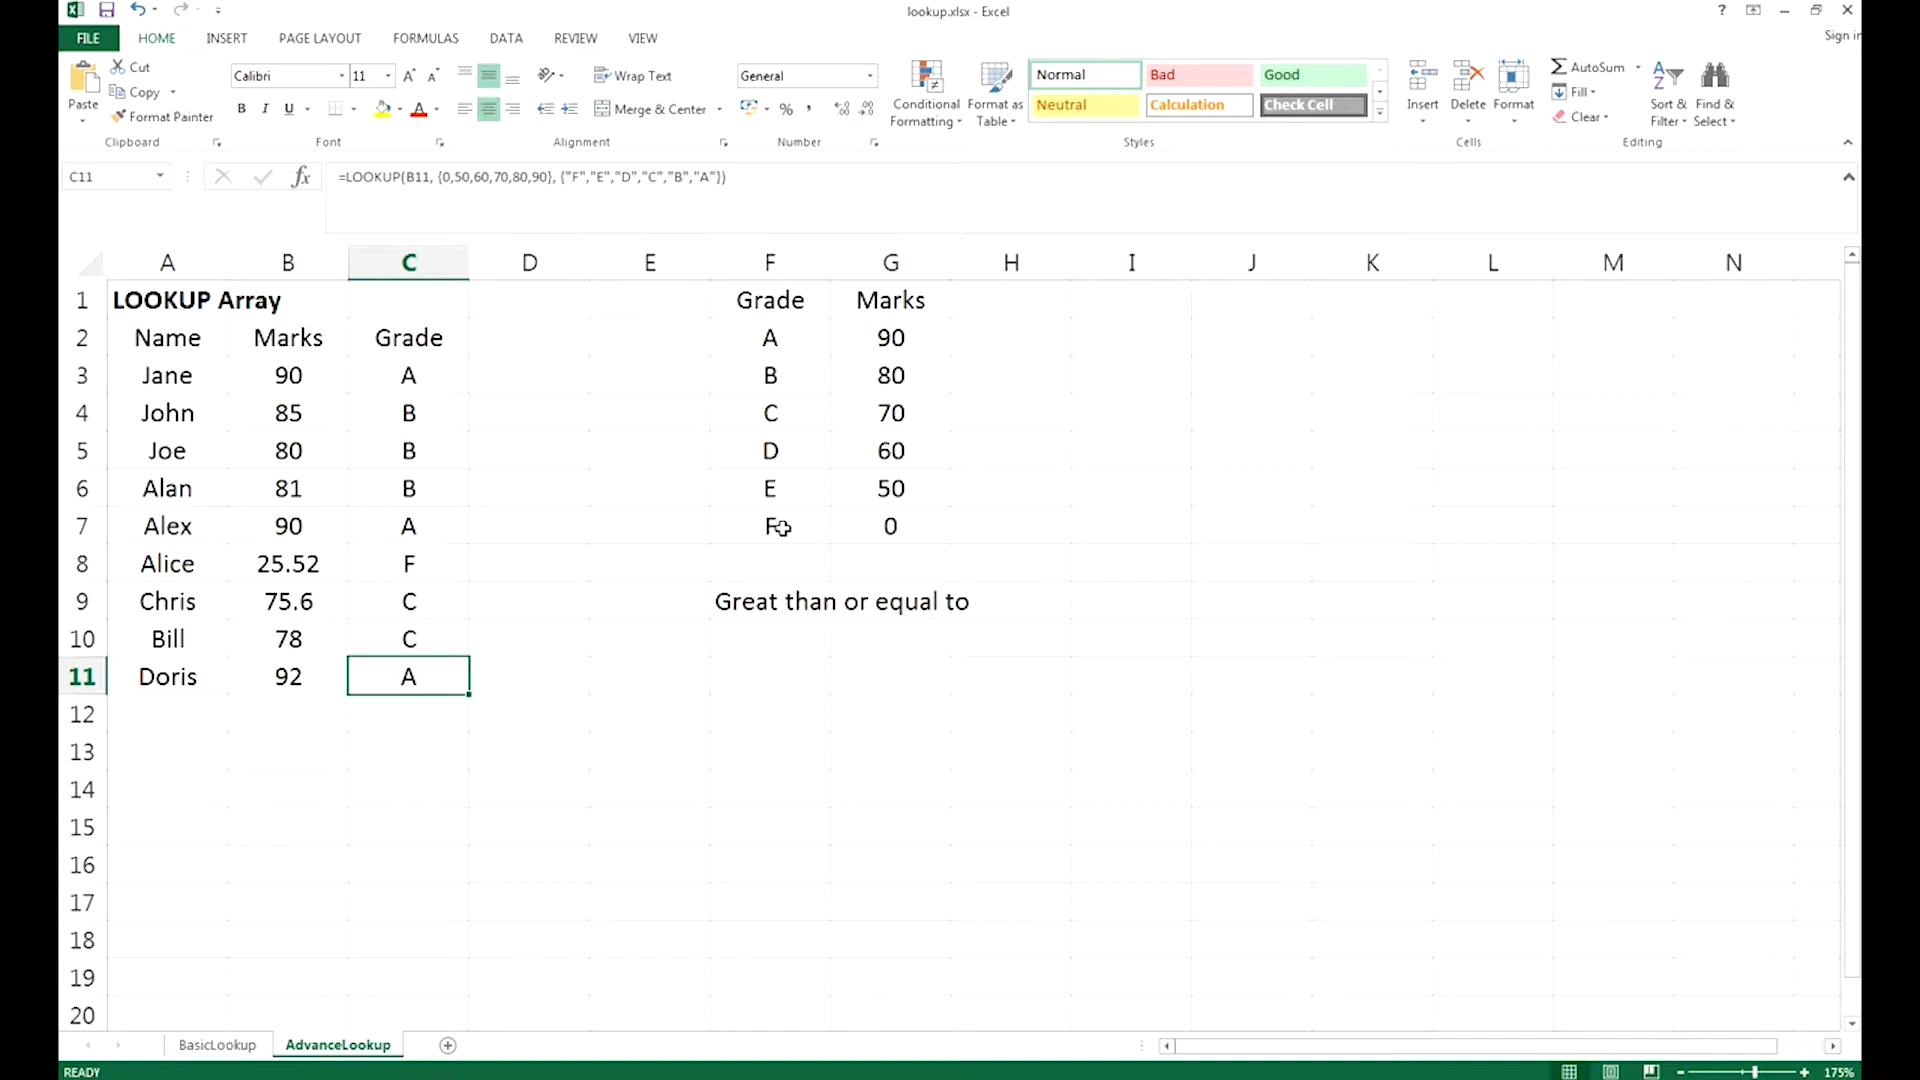 lookup.xlsx - Excel
?
Sign in
FILE HOME INSERT PAGE LAYOUT FORMULAS DATA REVIEW VIEW
Paste
Cut
Copy
Format Painter
Clipboard
Calibri 11
B I U
Font
Wrap Text
Merge & Center
Alignment
General
% ,
Number
Conditional Formatting
Format as Table
Normal Bad Good
Neutral Calculation Check Cell
Styles
Insert Delete Format
Cells
AutoSum
Fill
Clear
Sort & Filter
Find & Select
Editing
C11 fx =LOOKUP(B11, {0,50,60,70,80,90}, {"F","E","D","C","B","A"})
A B C D E F G H I J K L M N
1 LOOKUP Array Grade Marks
2 Name Marks Grade A 90
3 Jane 90 A B 80
4 John 85 B C 70
5 Joe 80 B D 60
6 Alan 81 B E 50
7 Alex 90 A F 0
8 Alice 25.52 F
9 Chris 75.6 C Great than or equal to
10 Bill 78 C
11 Doris 92 A
12
13
14
15
16
17
18
19
20
BasicLookup AdvanceLookup
READY 175%